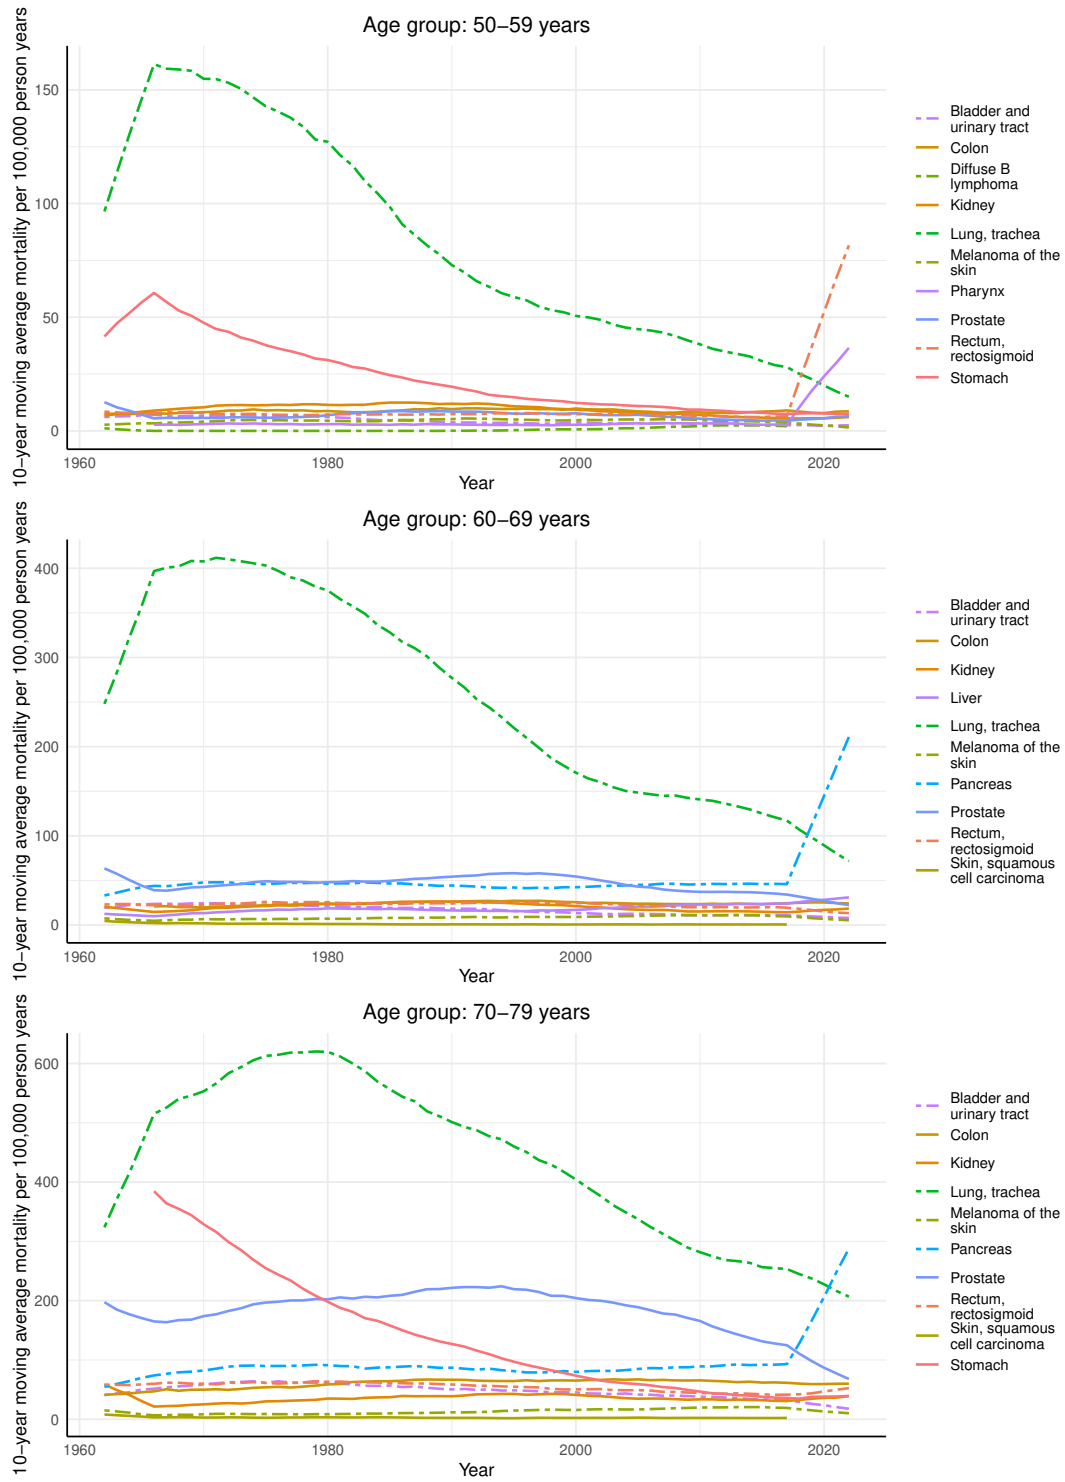 Age group: 50−59 years
10−year moving average mortality per 100,000 person years
150
100
50
0
1960
1980
2000
2020
Year
Bladder and
urinary tract
Colon
Diffuse B
lymphoma
Kidney
Lung, trachea
Melanoma of the
skin
Pharynx
Prostate
Rectum,
rectosigmoid
Stomach
Age group: 60−69 years
10−year moving average mortality per 100,000 person years
400
300
200
100
0
1960
1980
2000
2020
Year
Bladder and
urinary tract
Colon
Kidney
Liver
Lung, trachea
Melanoma of the
skin
Pancreas
Prostate
Rectum,
rectosigmoid
Skin, squamous
cell carcinoma
Age group: 70−79 years
10−year moving average mortality per 100,000 person years
600
400
200
0
1960
1980
2000
2020
Year
Bladder and
urinary tract
Colon
Kidney
Lung, trachea
Melanoma of the
skin
Pancreas
Prostate
Rectum,
rectosigmoid
Skin, squamous
cell carcinoma
Stomach